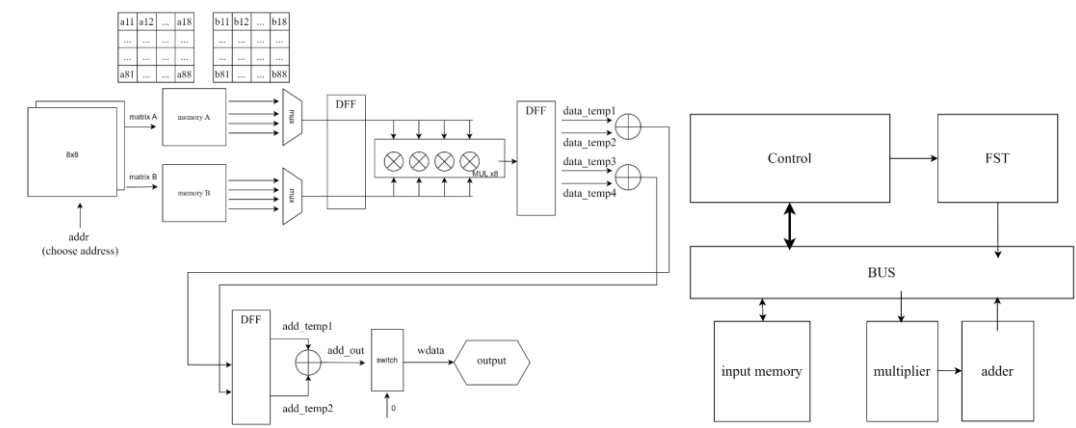 a11 a12 ... a18
... ... ... ...
... ... ... ...
a81 ... ... a88
b11 b12 ... b18
... ... ... ...
... ... ... ...
b81 ... ... b88
8x8
matrix A
matrix B
addr
(choose address)
memory A
memory B
mux
mux
DFF
MUL x8
DFF
data_temp1
data_temp2
data_temp3
data_temp4
DFF
add_temp1
add_temp2
add_out
switch
0
wdata
output
Control
FST
BUS
input memory
multiplier
adder